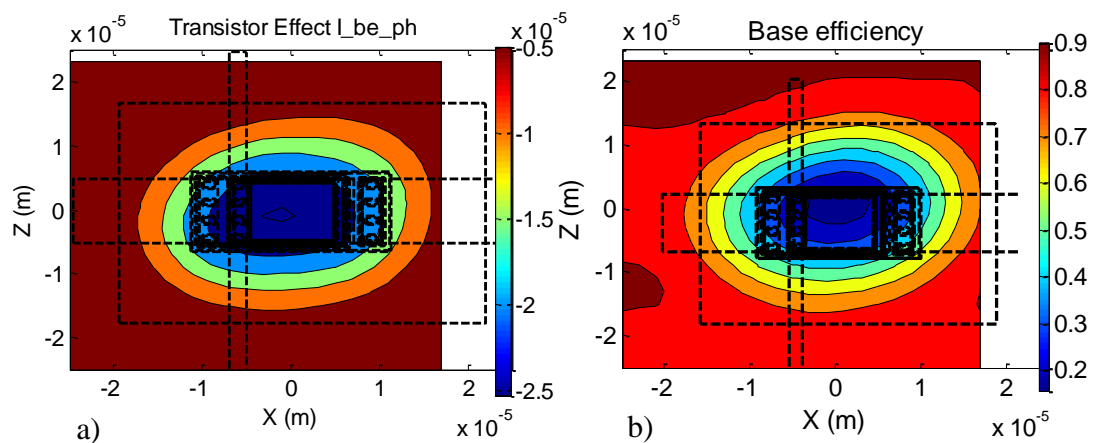 Transistor Effect I_be_ph
x 10^-5
x 10^-5
2
1
0
-1
-2
Z (m)
-2
-1
0
1
2
X (m)
x 10^-5
-0.5
-1
-1.5
-2
-2.5
a)
Base efficiency
x 10^-5
2
1
0
-1
-2
Z (m)
-2
-1
0
1
2
X (m)
x 10^-5
0.9
0.8
0.7
0.6
0.5
0.4
0.3
0.2
b)